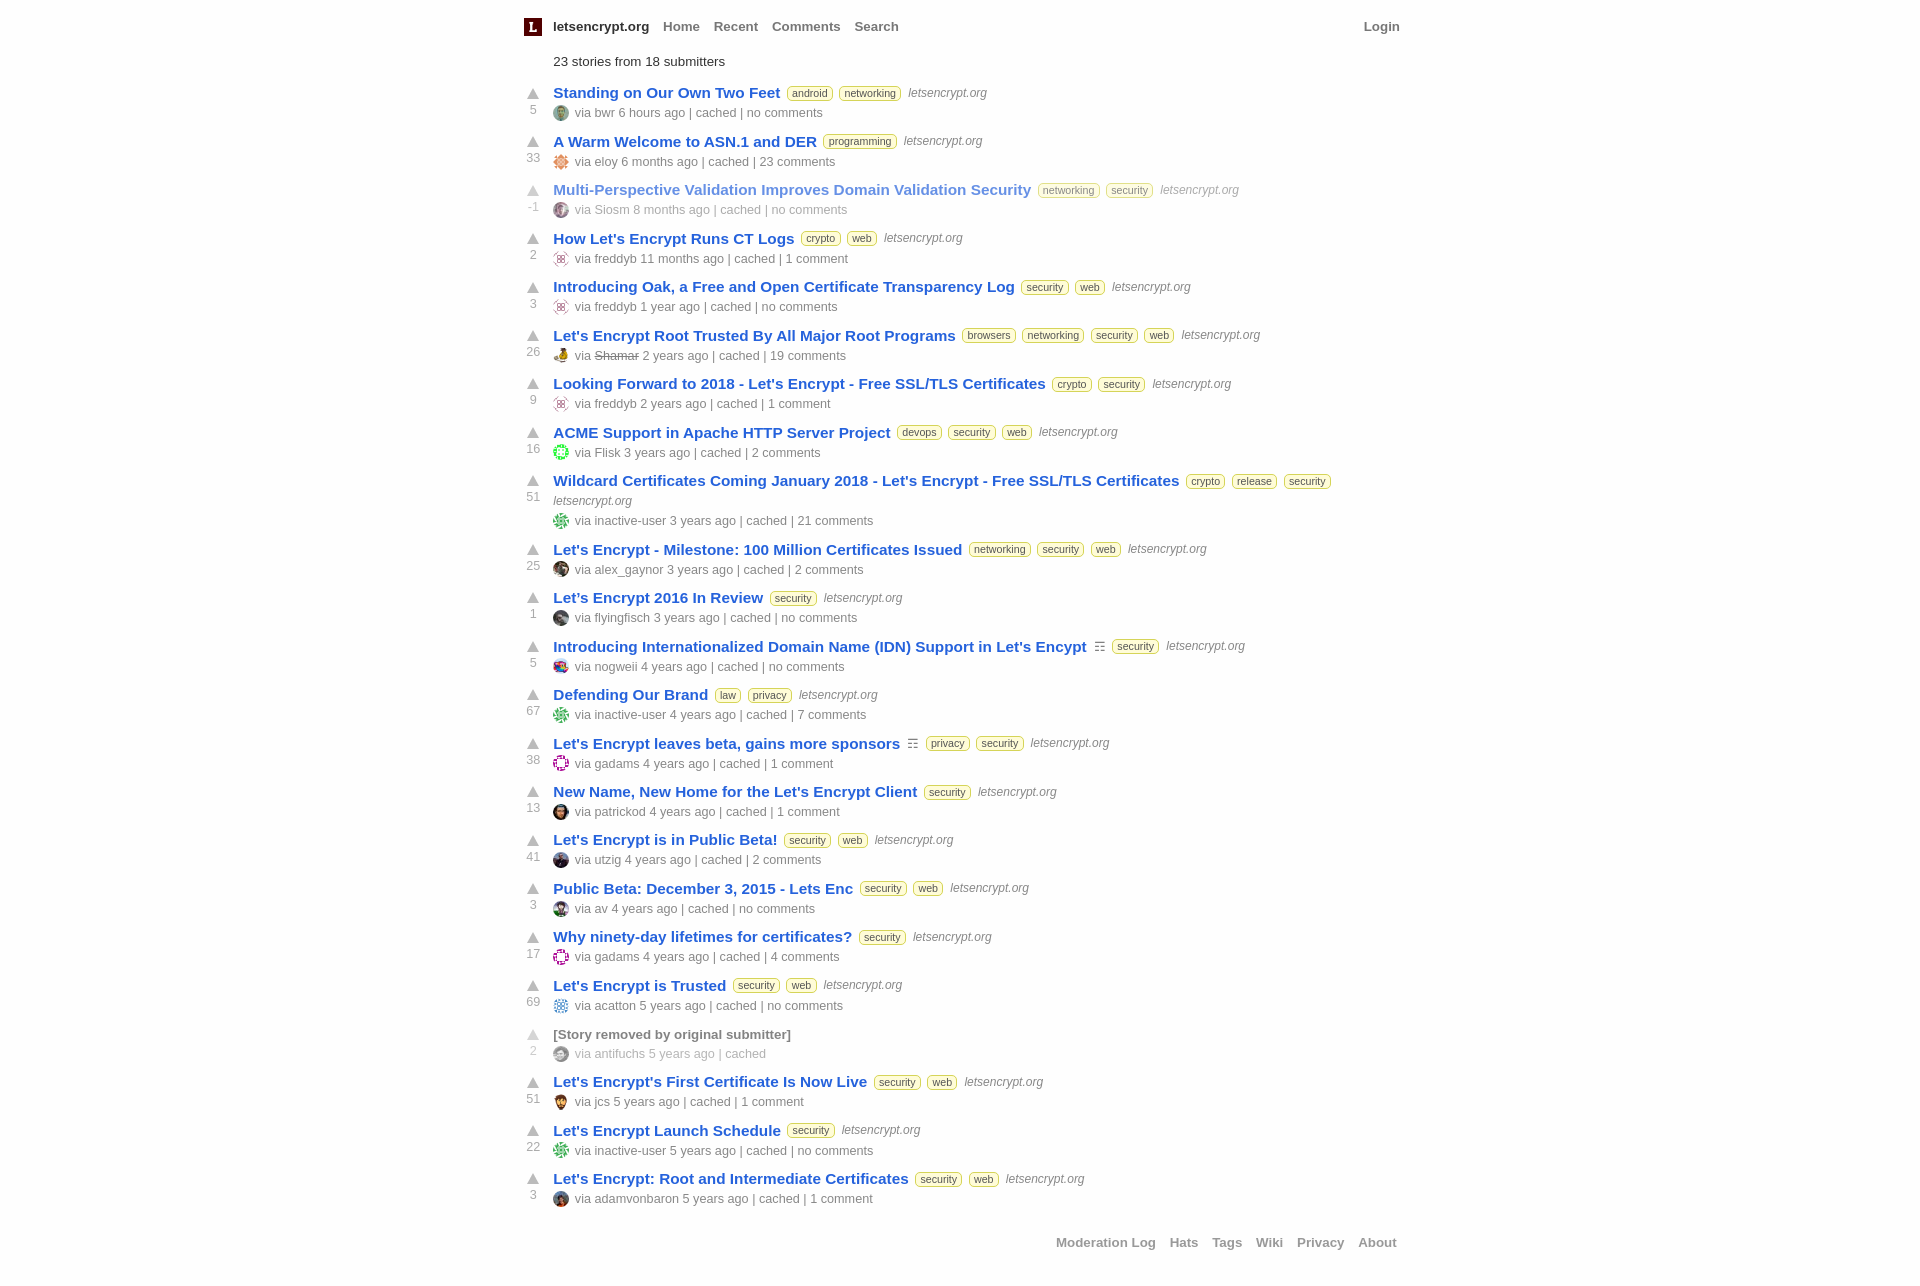 L letsencrypt.org Home Recent Comments Search Login
23 stories from 18 submitters
Standing on Our Own Two Feet android networking letsencrypt.org
5
via bwr 6 hours ago | cached | no comments
A Warm Welcome to ASN.1 and DER programming letsencrypt.org
33
via eloy 6 months ago | cached | 23 comments
Multi-Perspective Validation Improves Domain Validation Security networking security letsencrypt.org
-1
via Siosm 8 months ago | cached | no comments
How Let's Encrypt Runs CT Logs crypto web letsencrypt.org
2
via freddyb 11 months ago | cached | 1 comment
Introducing Oak, a Free and Open Certificate Transparency Log security web letsencrypt.org
3
via freddyb 1 year ago | cached | no comments
Let's Encrypt Root Trusted By All Major Root Programs browsers networking security web letsencrypt.org
26
via Shamar 2 years ago | cached | 19 comments
Looking Forward to 2018 - Let's Encrypt - Free SSL/TLS Certificates crypto security letsencrypt.org
9
via freddyb 2 years ago | cached | 1 comment
ACME Support in Apache HTTP Server Project devops security web letsencrypt.org
16
via Flisk 3 years ago | cached | 2 comments
Wildcard Certificates Coming January 2018 - Let's Encrypt - Free SSL/TLS Certificates crypto release security
51
letsencrypt.org
via inactive-user 3 years ago | cached | 21 comments
Let's Encrypt - Milestone: 100 Million Certificates Issued networking security web letsencrypt.org
25
via alex_gaynor 3 years ago | cached | 2 comments
Let’s Encrypt 2016 In Review security letsencrypt.org
1
via flyingfisch 3 years ago | cached | no comments
Introducing Internationalized Domain Name (IDN) Support in Let's Encypt ☶ security letsencrypt.org
5
via nogweii 4 years ago | cached | no comments
Defending Our Brand law privacy letsencrypt.org
67
via inactive-user 4 years ago | cached | 7 comments
Let's Encrypt leaves beta, gains more sponsors ☶ privacy security letsencrypt.org
38
via gadams 4 years ago | cached | 1 comment
New Name, New Home for the Let's Encrypt Client security letsencrypt.org
13
via patrickod 4 years ago | cached | 1 comment
Let's Encrypt is in Public Beta! security web letsencrypt.org
41
via utzig 4 years ago | cached | 2 comments
Public Beta: December 3, 2015 - Lets Enc security web letsencrypt.org
3
via av 4 years ago | cached | no comments
Why ninety-day lifetimes for certificates? security letsencrypt.org
17
via gadams 4 years ago | cached | 4 comments
Let's Encrypt is Trusted security web letsencrypt.org
69
via acatton 5 years ago | cached | no comments
[Story removed by original submitter]
2
via antifuchs 5 years ago | cached
Let's Encrypt's First Certificate Is Now Live security web letsencrypt.org
51
via jcs 5 years ago | cached | 1 comment
Let's Encrypt Launch Schedule security letsencrypt.org
22
via inactive-user 5 years ago | cached | no comments
Let's Encrypt: Root and Intermediate Certificates security web letsencrypt.org
3
via adamvonbaron 5 years ago | cached | 1 comment
Moderation Log Hats Tags Wiki Privacy About